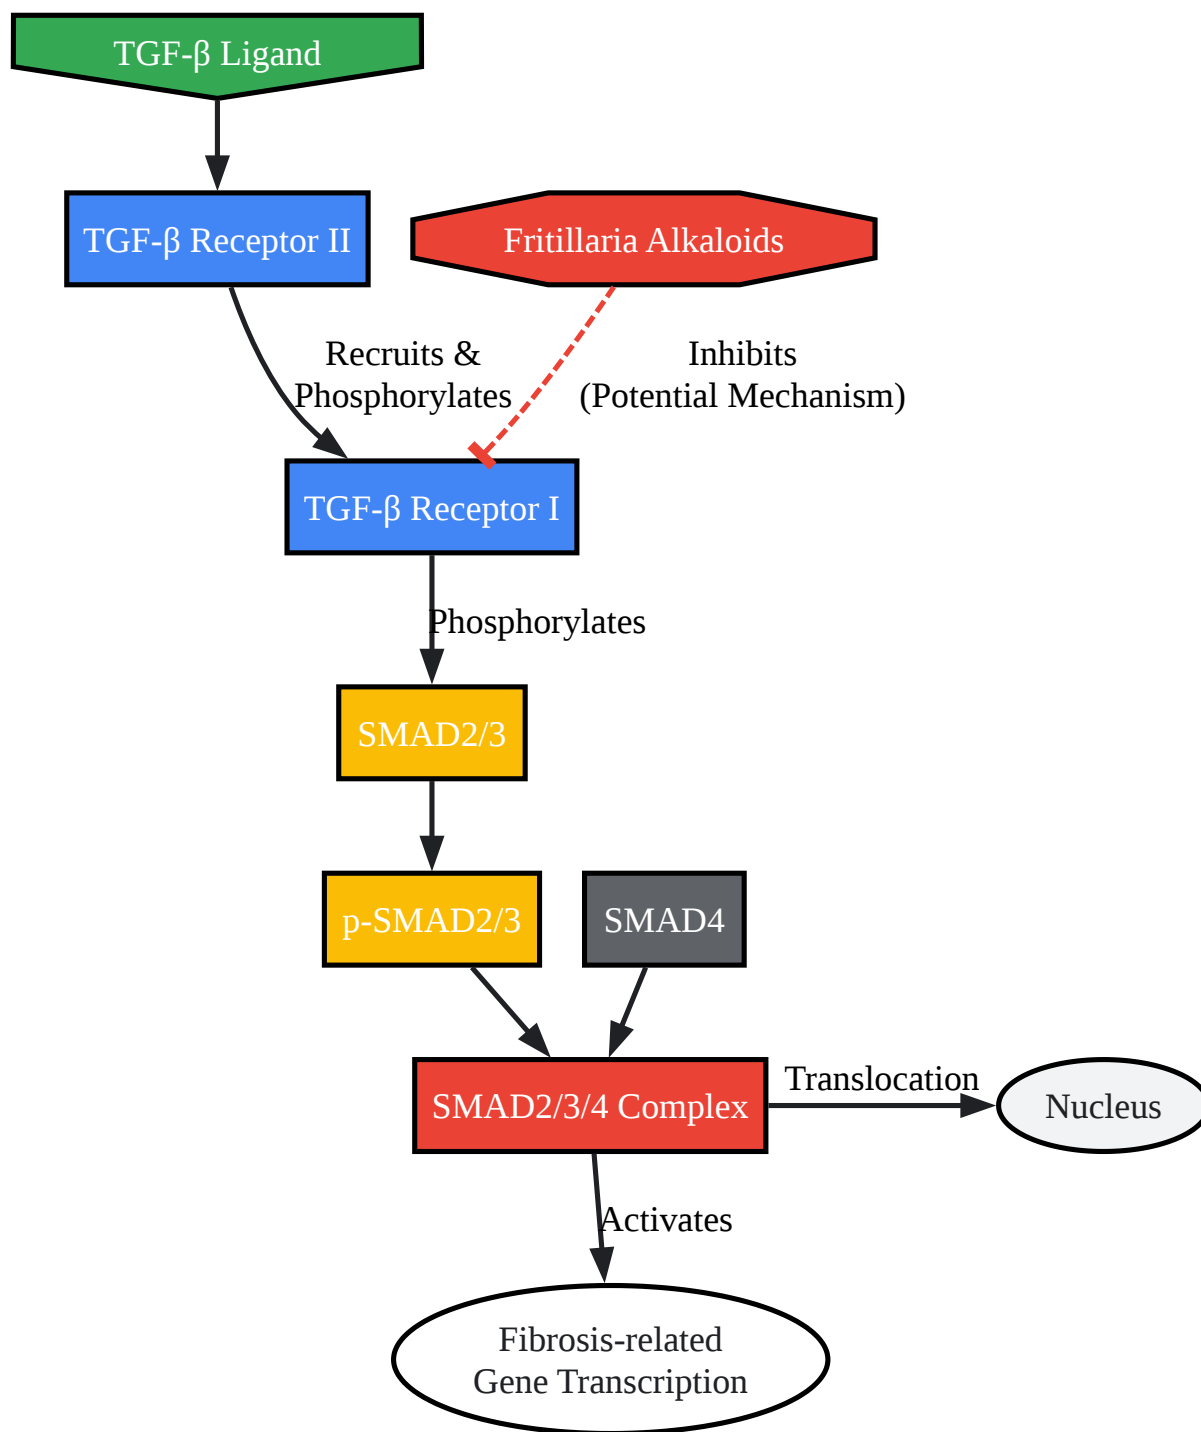 TGF-β Ligand
TGF-β Receptor II
Fritillaria Alkaloids
Recruits &
Phosphorylates
Inhibits
(Potential Mechanism)
TGF-β Receptor I
Phosphorylates
SMAD2/3
p-SMAD2/3
SMAD4
SMAD2/3/4 Complex
Translocation
Nucleus
Activates
Fibrosis-related
Gene Transcription